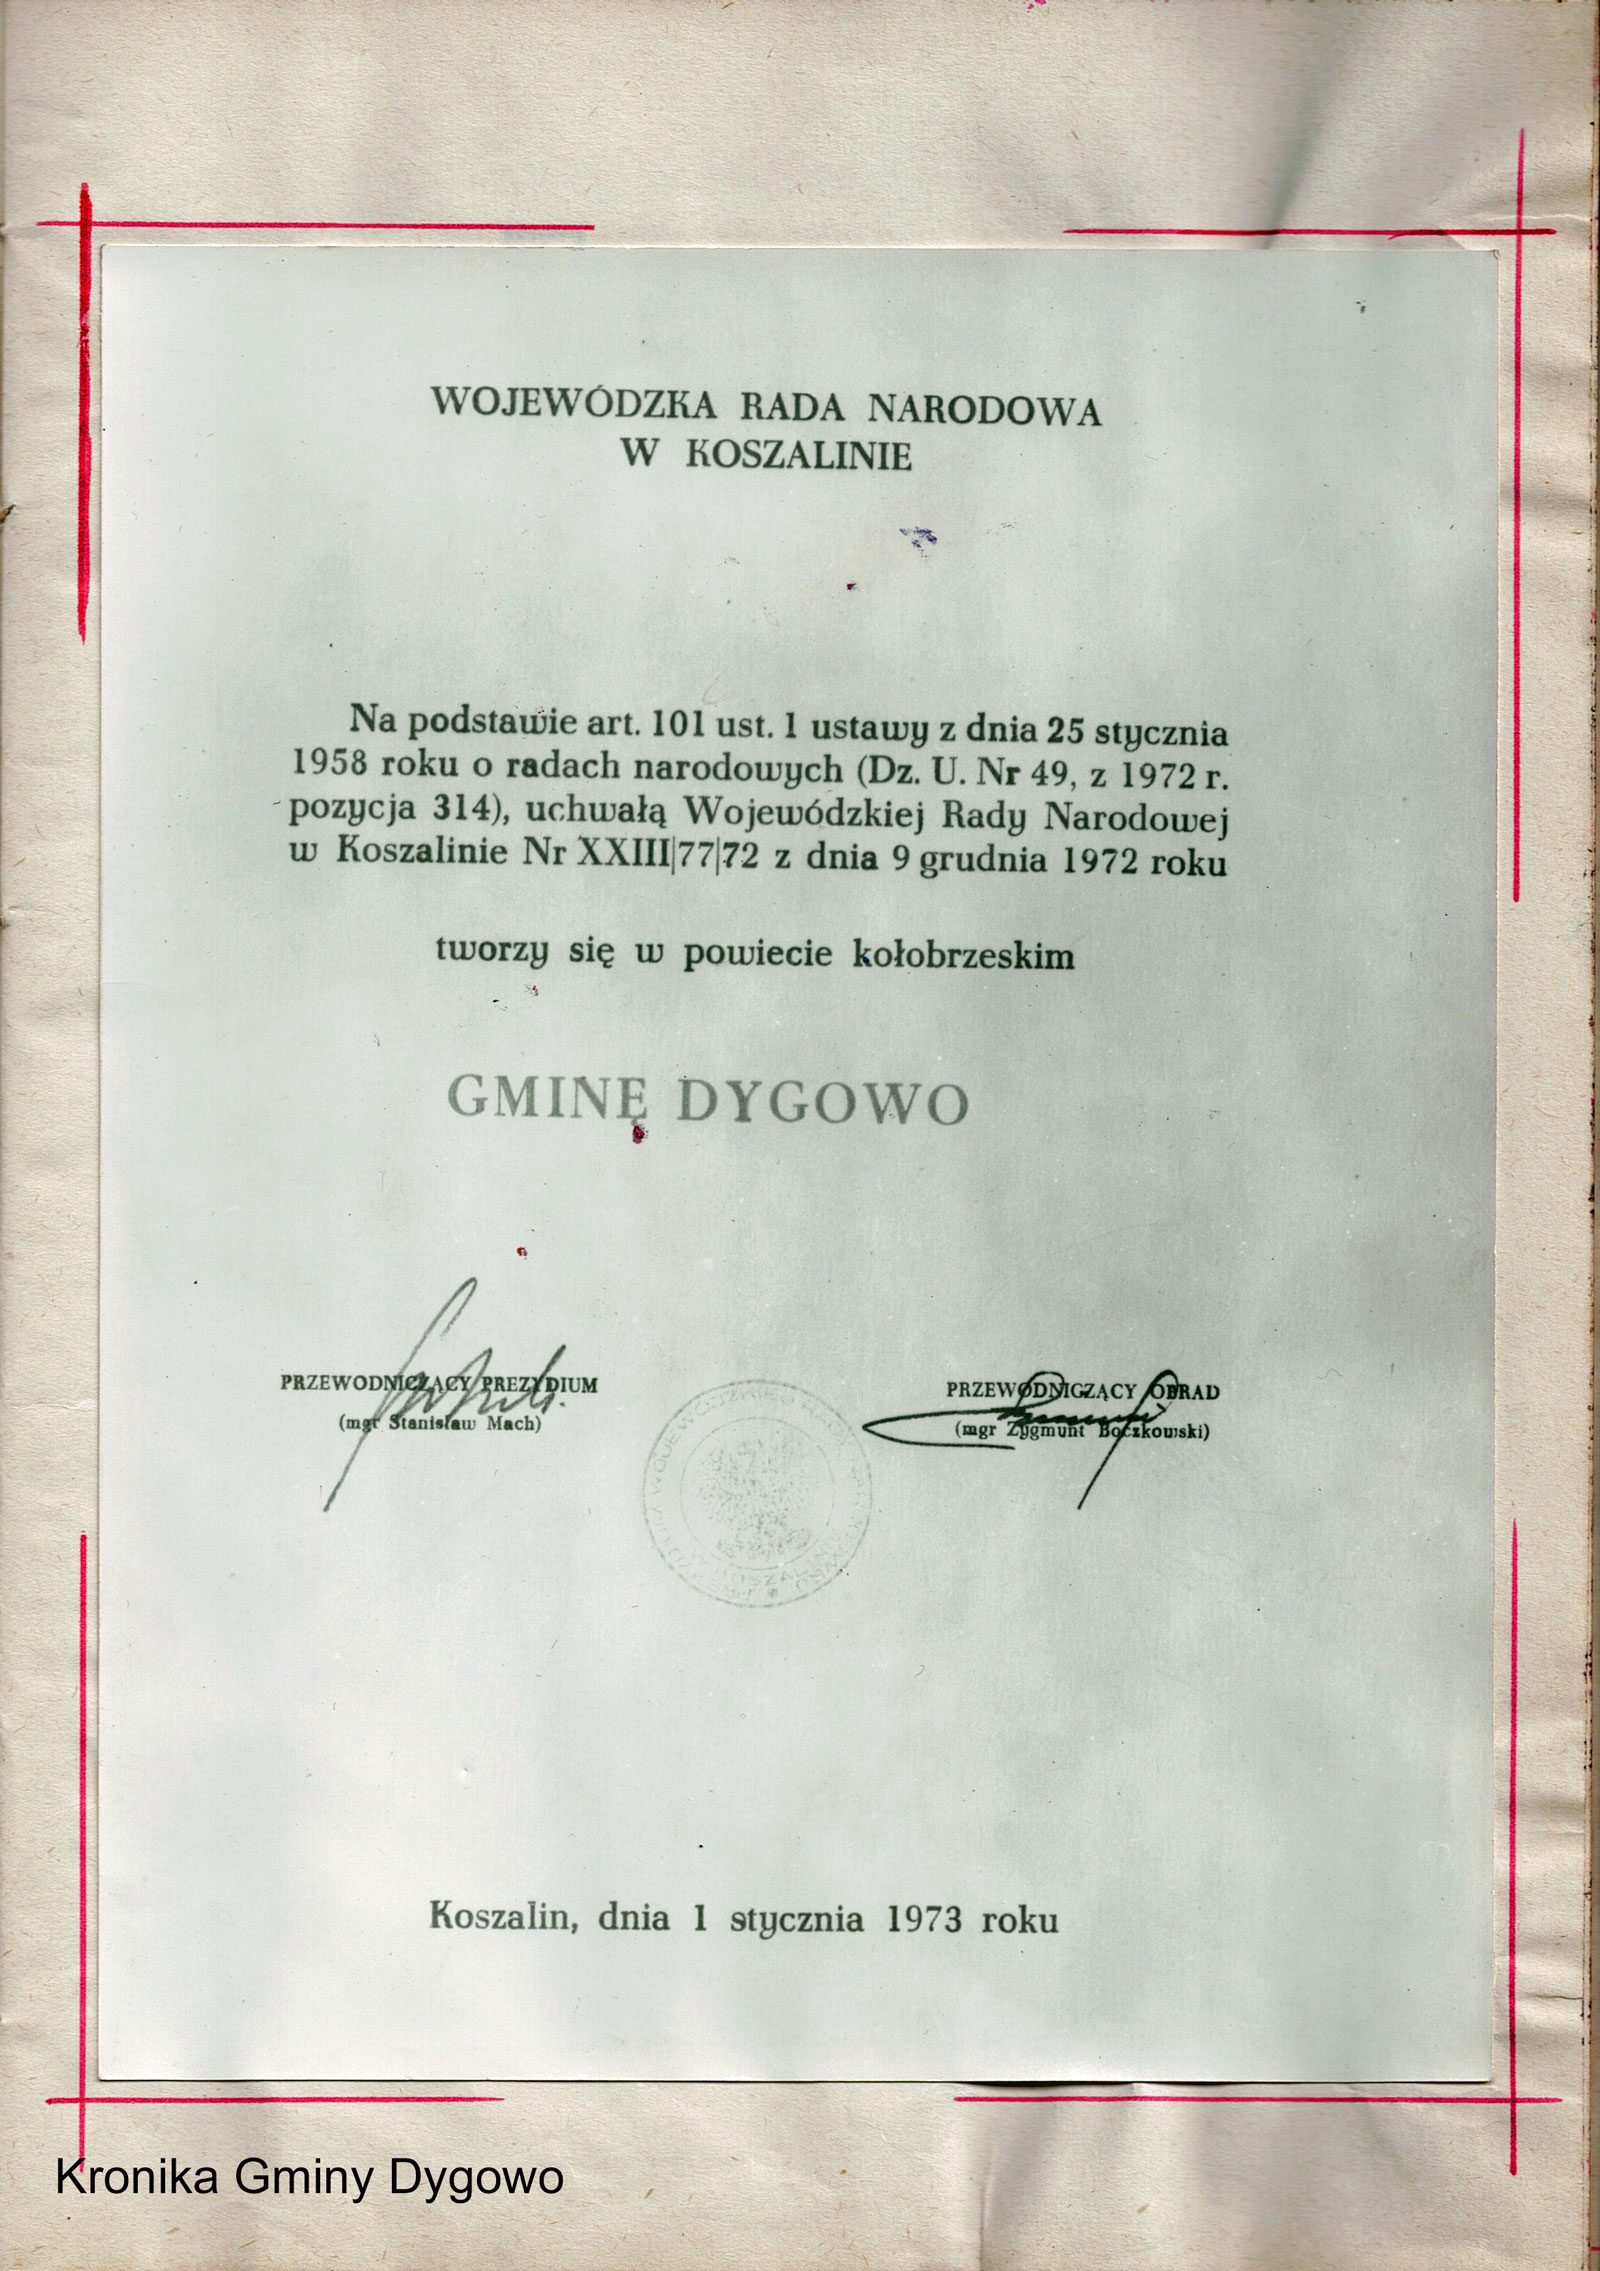 WOJEWÓDZKA RADA NARODOWA
W KOSZALINIE
Na podstawie art. 101 ust. 1 ustawy z dnia 25 stycznia
1958 roku o radach narodowych (Dz. U. Nr 49, z 1972 r.
pozycja 314), uchwałą Wojewódzkiej Rady Narodowej
w Koszalinie Nr XXIII|77|72 z dnia 9 grudnia 1972 roku
tworzy się w powiecie kołobrzeskim
GMINĘ DYGOWO
PRZEWODNICZĄCY PREZYDIUM
(mgr Stanisław Mach)
PRZEWODNICZĄCY OBRAD
(mgr Zygmunt Boczkowski)
Koszalin, dnia 1 stycznia 1973 roku
Kronika Gminy Dygowo